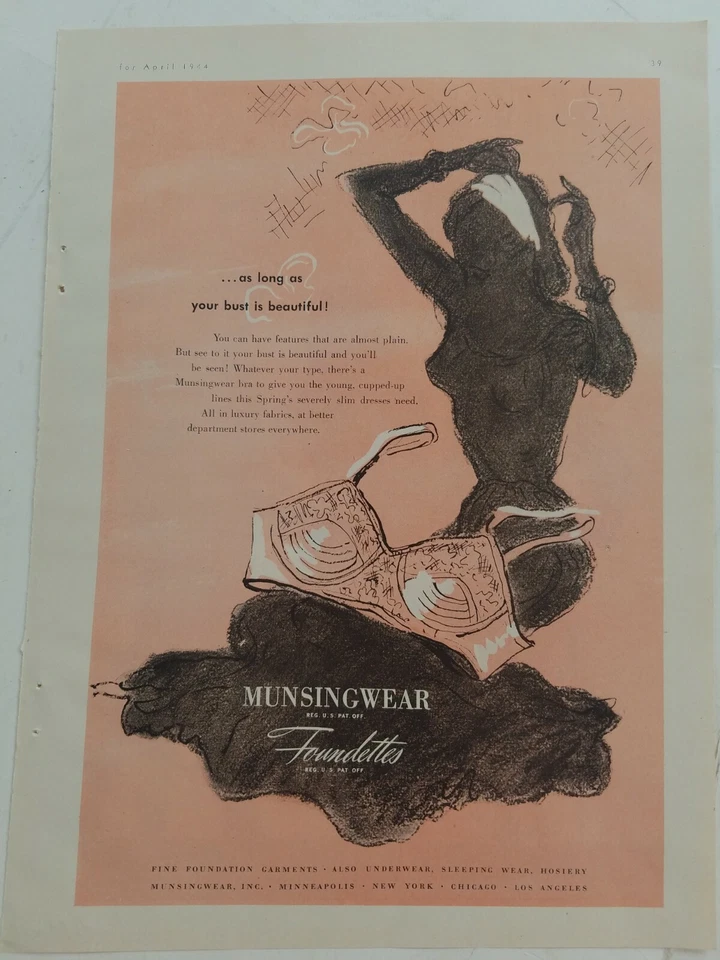 for April 19
...as long as
your bust is beautiful!
You can have features that are almost plain.
But see to it your bust is beautiful and you'll
be seen! Whatever your type, there's a
Munsingwear bra to give you the young, cupped-up
lines this Spring's severely slim dresses need.
All in luxury fabrics, at better
department stores everywhere.
MUNSINGWEAR
REG. U.S. PAT. OFF.
Foundettes
REG. U.S. PAT. OFF.
FINE FOUNDATION GARMENTS · ALSO UNDERWEAR, SLEEPING WEAR, HOSIERY
MUNSINGWEAR, INC. · MINNEAPOLIS · NEW YORK · CHICAGO · LOS ANGELES